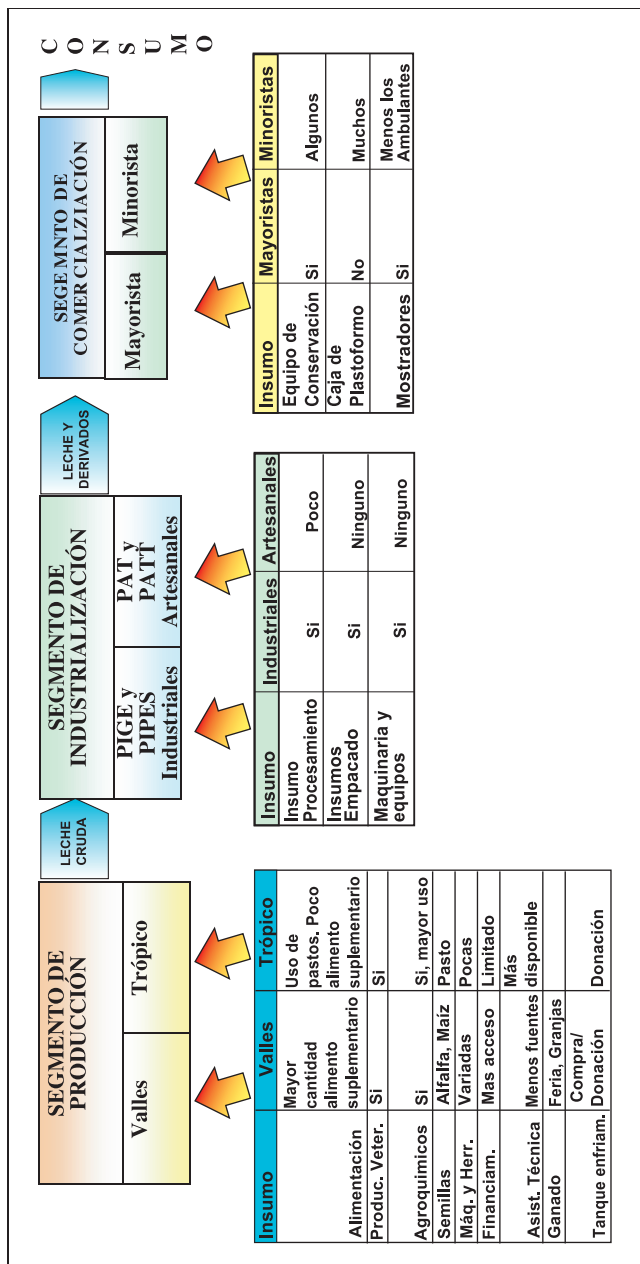 SEGMENTO DE
PRODUCCIÓN
Valles
Trópico
LECHE
CRUDA
SEGMENTO DE
INDUSTRIALIZACIÓN
PIGE y
PIPES
Industriales
PAT y
PATT
Artesanales
LECHE Y
DERIVADOS
SEGEMNTO DE
COMERCIALZIACIÓN
Mayorista
Minorista
C
O
N
S
U
M
O
Insumo Valles Trópico
Alimentación
Mayor
cantidad
alimento
suplementario
Uso de
pastos. Poco
alimento
suplementario
Produc. Veter. Si Si
Agroquimicos Si Si, mayor uso
Semillas Alfalfa, Maíz Pasto
Máq. y Herr. Variadas Pocas
Financiam. Mas acceso Limitado
Asist. Técnica Menos fuentes
Más
disponible
Ganado Feria, Granjas
Tanque enfriam.
Compra/
Donación
Donación
Insumo Industriales Artesanales
Insumo
Procesamiento Si Poco
Insumos
Empacado Si Ninguno
Maquinaria y
equipos Si Ninguno
Insumo Mayoristas Minoristas
Equipo de
Conservación Si Algunos
Caja de
Plastoformo No Muchos
Mostradores Si
Menos los
Ambulantes